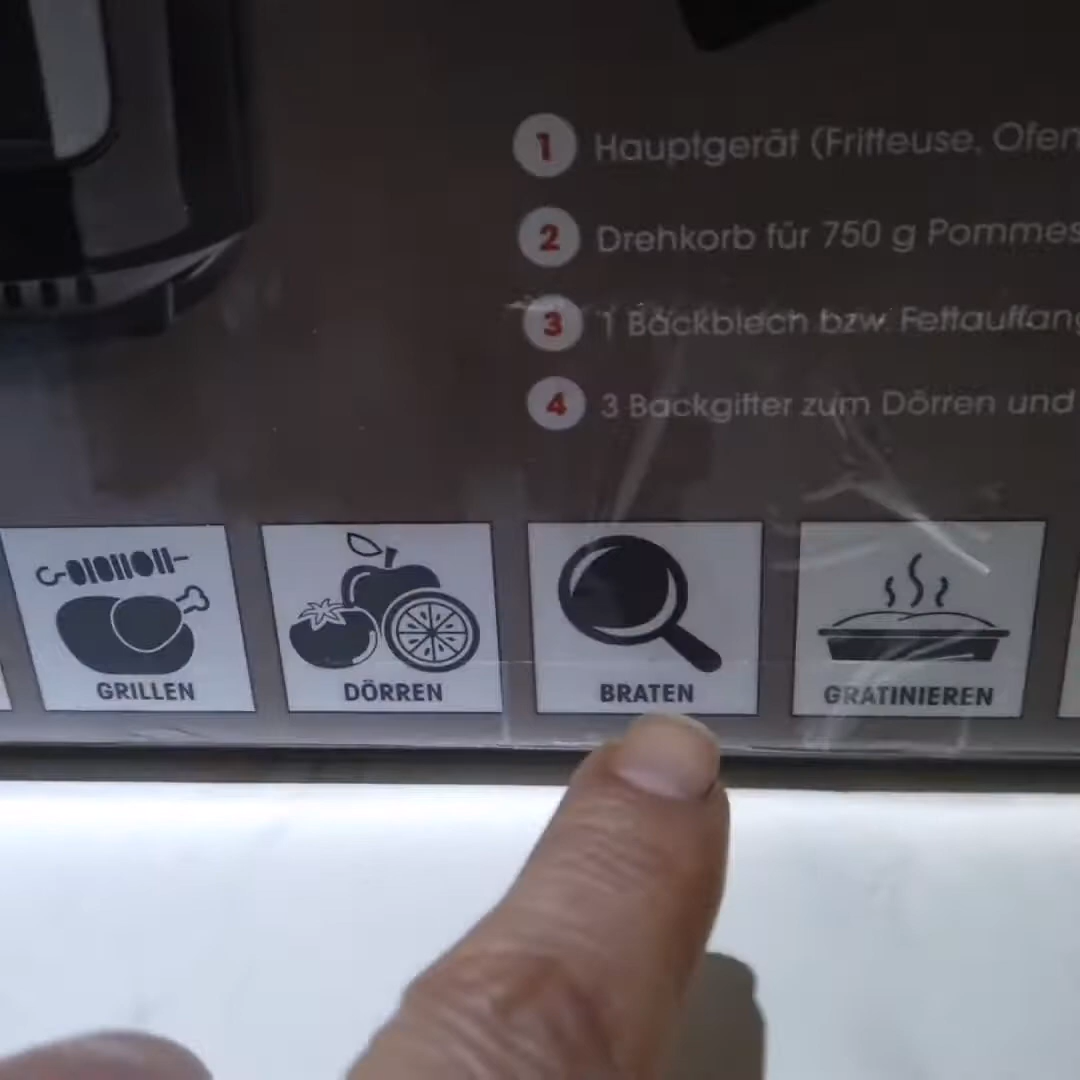 1 Hauptgerät (Fritteuse, Ofen
2 Drehkorb für 750 g Pommes
3 1 Backblech bzw. Fettauffang
4 3 Backgitter zum Dörren und
GRILLEN
DÖRREN
BRATEN
GRATINIEREN